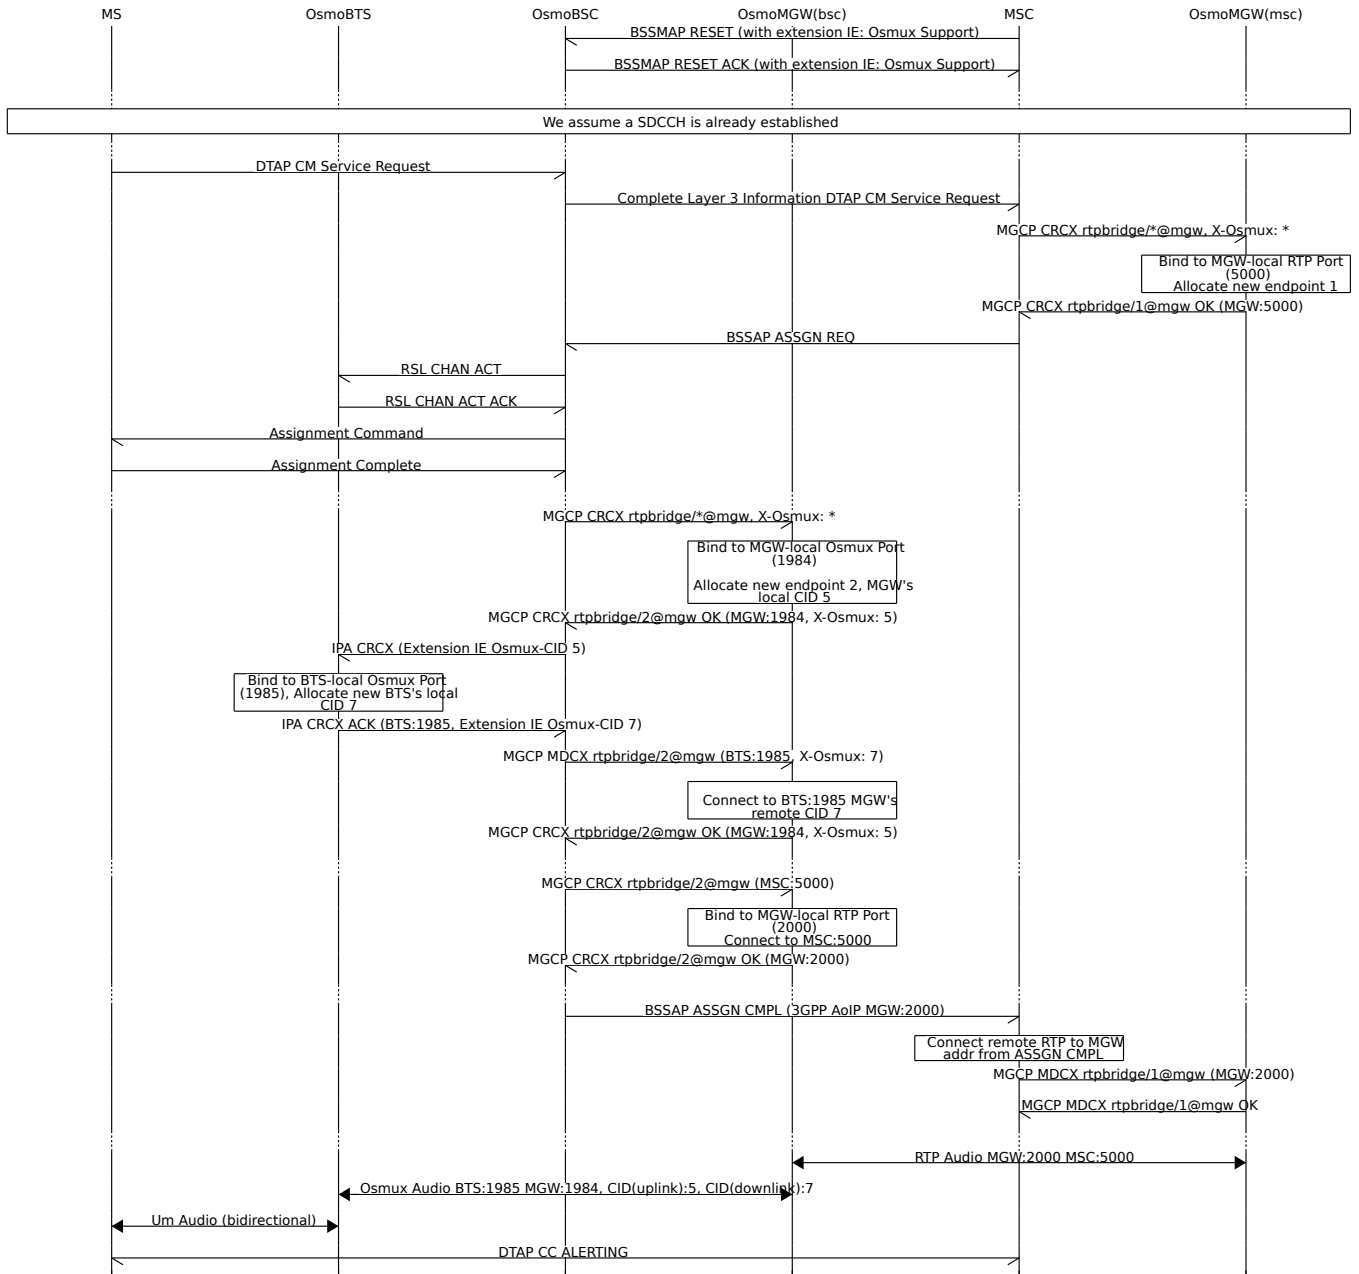 MS OsmoBTS OsmoBSC OsmoMGW(bsc) MSC OsmoMGW(msc)
BSSMAP RESET (with extension IE: Osmux Support)
BSSMAP RESET ACK (with extension IE: Osmux Support)
We assume a SDCCH is already established
DTAP CM Service Request
Complete Layer 3 Information DTAP CM Service Request
MGCP CRCX rtpbridge/*@mgw, X-Osmux: *
Bind to MGW-local RTP Port
(5000)
Allocate new endpoint 1
MGCP CRCX rtpbridge/1@mgw OK (MGW:5000)
BSSAP ASSGN REQ
RSL CHAN ACT
RSL CHAN ACT ACK
Assignment Command
Assignment Complete
MGCP CRCX rtpbridge/*@mgw, X-Osmux: *
Bind to MGW-local Osmux Port
(1984)
Allocate new endpoint 2, MGW's
local CID 5
MGCP CRCX rtpbridge/2@mgw OK (MGW:1984, X-Osmux: 5)
IPA CRCX (Extension IE Osmux-CID 5)
Bind to BTS-local Osmux Port
(1985), Allocate new BTS's local
CID 7
IPA CRCX ACK (BTS:1985, Extension IE Osmux-CID 7)
MGCP MDCX rtpbridge/2@mgw (BTS:1985, X-Osmux: 7)
Connect to BTS:1985 MGW's
remote CID 7
MGCP CRCX rtpbridge/2@mgw OK (MGW:1984, X-Osmux: 5)
MGCP CRCX rtpbridge/2@mgw (MSC:5000)
Bind to MGW-local RTP Port
(2000)
Connect to MSC:5000
MGCP CRCX rtpbridge/2@mgw OK (MGW:2000)
BSSAP ASSGN CMPL (3GPP AoIP MGW:2000)
Connect remote RTP to MGW
addr from ASSGN CMPL
MGCP MDCX rtpbridge/1@mgw (MGW:2000)
MGCP MDCX rtpbridge/1@mgw OK
RTP Audio MGW:2000 MSC:5000
Osmux Audio BTS:1985 MGW:1984, CID(uplink):5, CID(downlink):7
Um Audio (bidirectional)
DTAP CC ALERTING